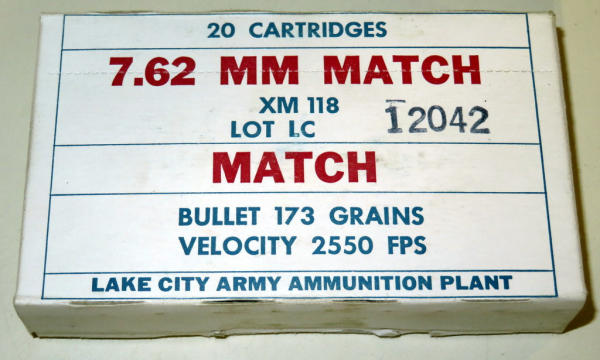 20 CARTRIDGES
7.62 MM MATCH
XM 118
LOT LC 12042
MATCH
BULLET 173 GRAINS
VELOCITY 2550 FPS
LAKE CITY ARMY AMMUNITION PLANT